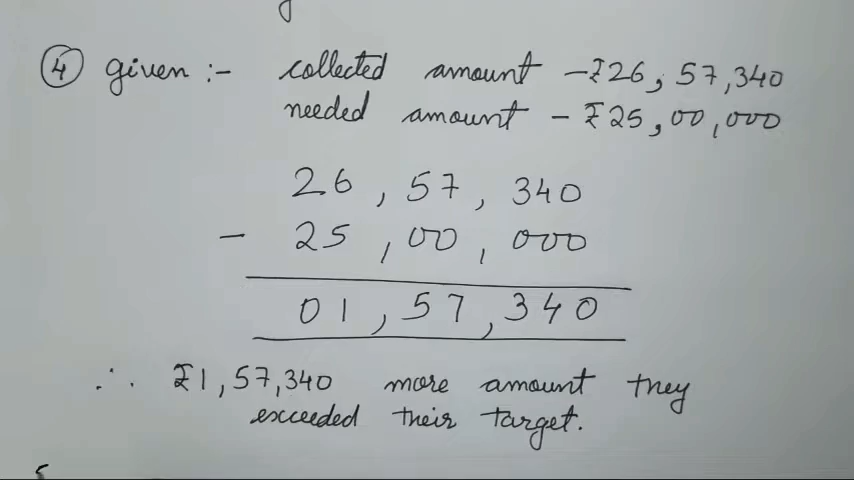 ④ given :- collected amount -₹26, 57,340
needed amount - ₹25,00,000
26, 57, 340
- 25,00,000
01,57,340
∴ ₹1,57,340 more amount they
exceeded their target.